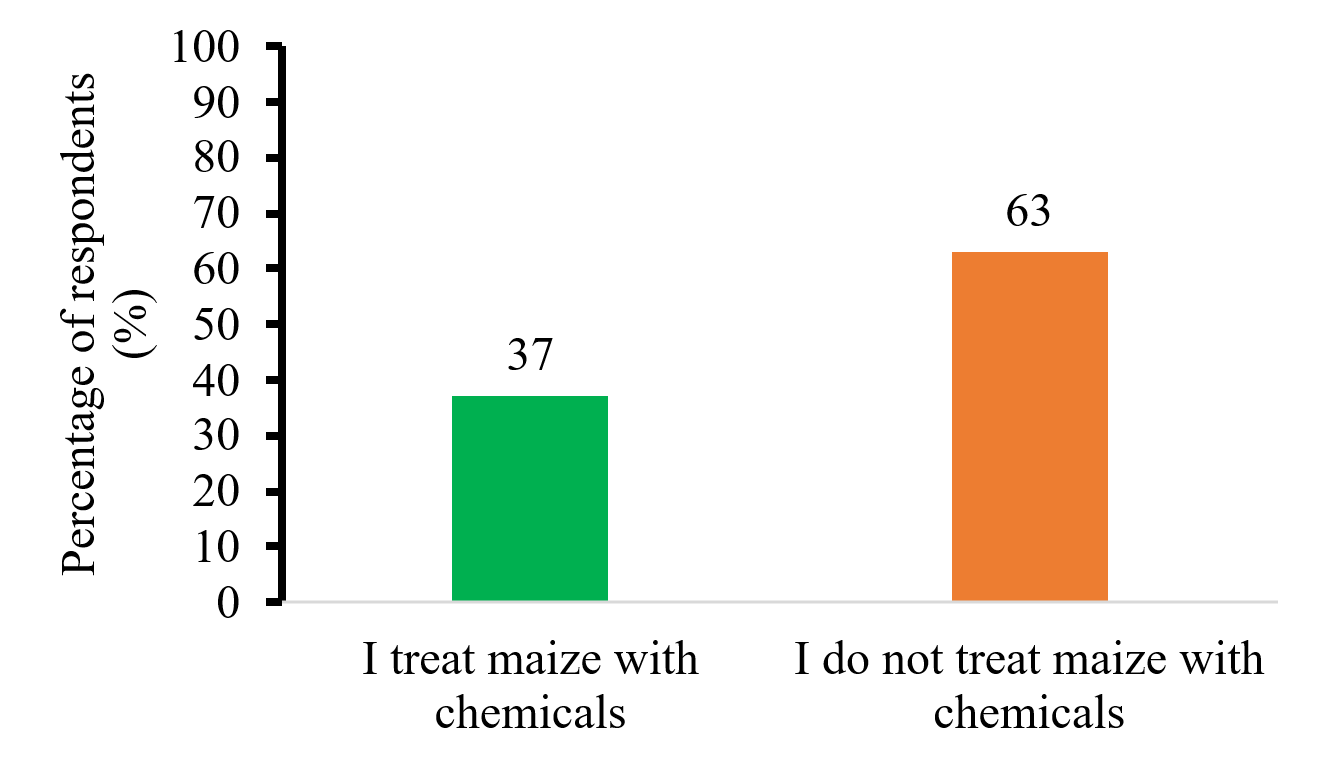 Percentage of respondents
(%)
100
90
80
70
60
50
40
30
20
10
0
37
63
I treat maize with
chemicals
I do not treat maize with
chemicals